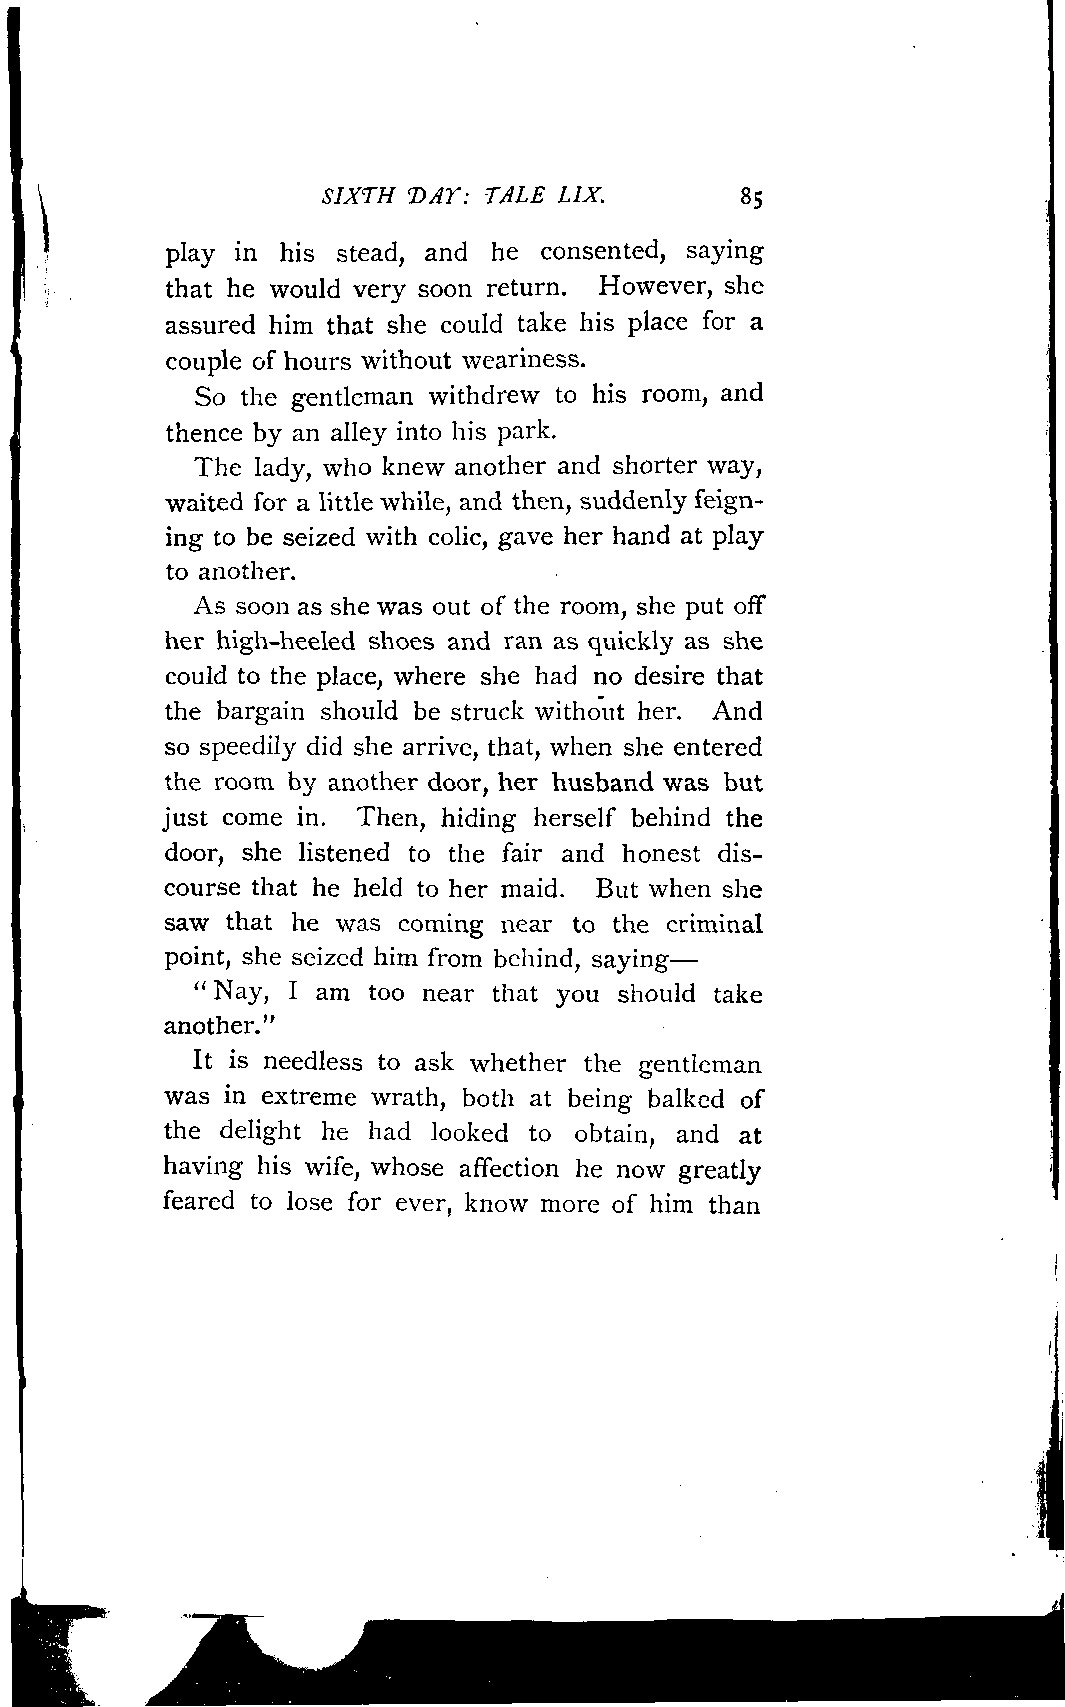 SIXTH DAY: TALE LIX. 85
play in his stead, and he consented, saying
that he would very soon return. However, she
assured him that she could take his place for a
couple of hours without weariness.
So the gentleman withdrew to his room, and
thence by an alley into his park.
The lady, who knew another and shorter way,
waited for a little while, and then, suddenly feign-
ing to be seized with colic, gave her hand at play
to another.
As soon as she was out of the room, she put off
her high-heeled shoes and ran as quickly as she
could to the place, where she had no desire that
the bargain should be struck without her. And
so speedily did she arrive, that, when she entered
the room by another door, her husband was but
just come in. Then, hiding herself behind the
door, she listened to the fair and honest dis-
course that he held to her maid. But when she
saw that he was coming near to the criminal
point, she seized him from behind, saying—
"Nay, I am too near that you should take
another."
It is needless to ask whether the gentleman
was in extreme wrath, both at being balked of
the delight he had looked to obtain, and at
having his wife, whose affection he now greatly
feared to lose for ever, know more of him than